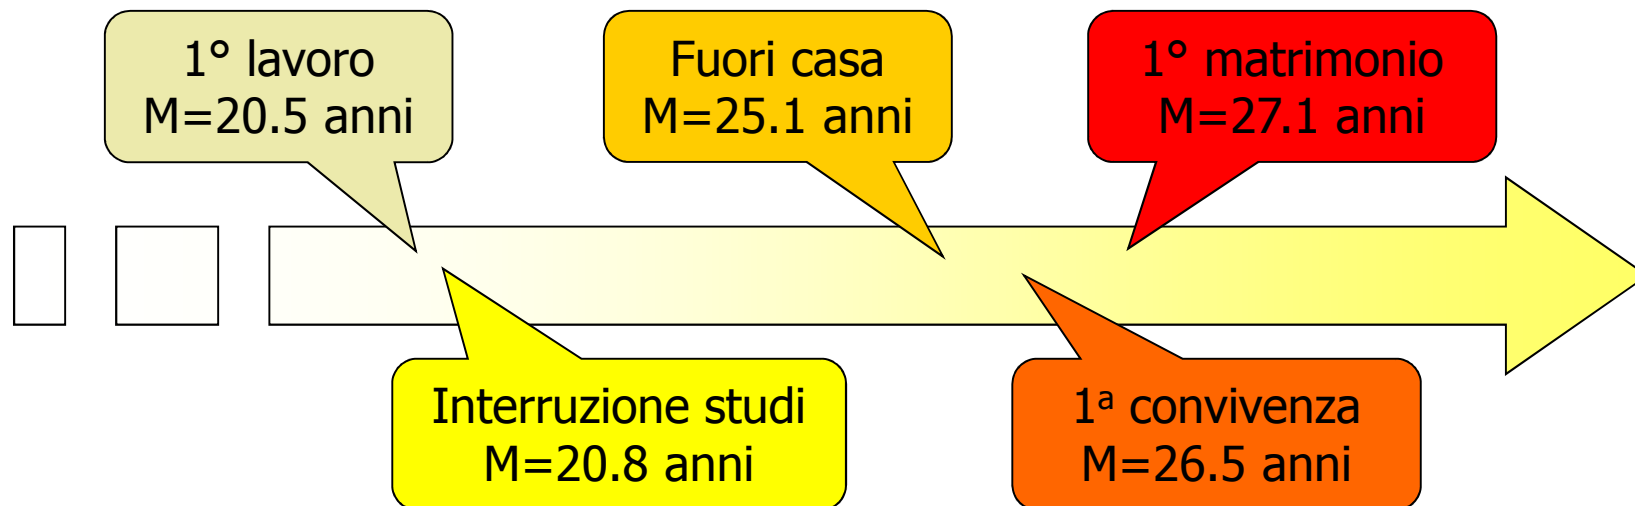 1° lavoro
M=20.5 anni
Fuori casa
M=25.1 anni
1° matrimonio
M=27.1 anni
Interruzione studi
M=20.8 anni
1ª convivenza
M=26.5 anni